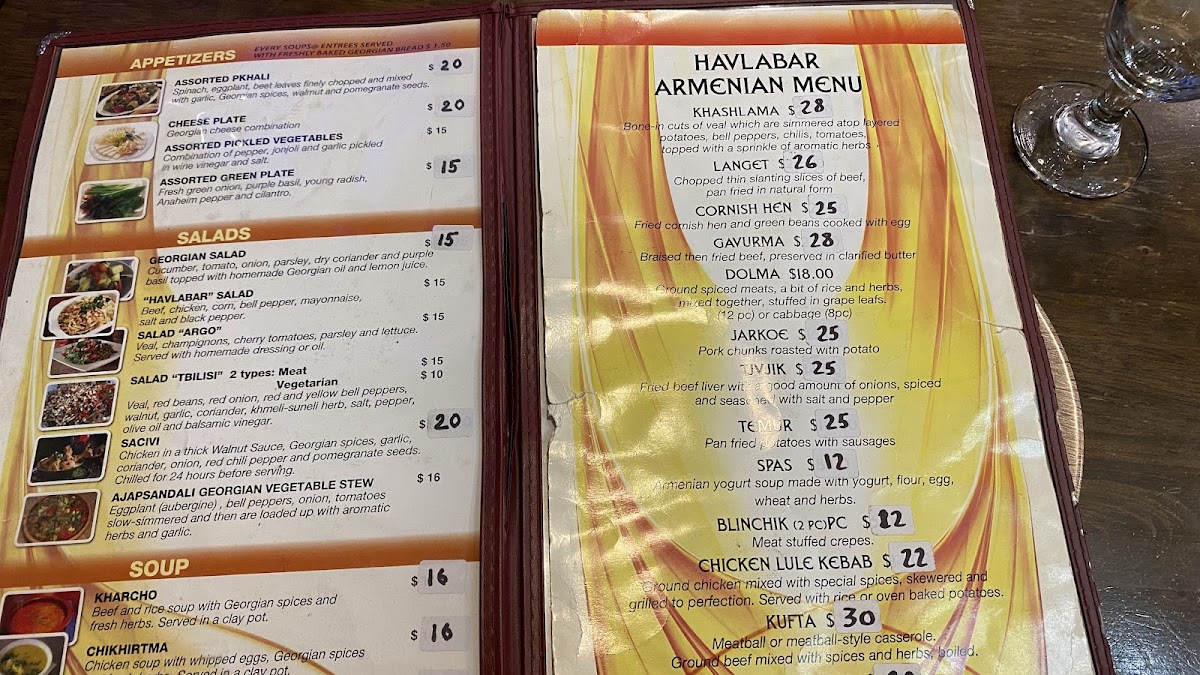 APPETIZERS
EVERY SOUPS@ ENTREES SERVED
WITH FRESHLY BAKED GEORGIAN BREAD $ 1.50
ASSORTED PKHALI $ 20
Spinach, eggplant, beet leaves finely chopped and mixed
with garlic, Georgian spices, walnut and pomegranate seeds.
CHEESE PLATE $ 20
Georgian cheese combination
ASSORTED PICKLED VEGETABLES $ 15
Combination of pepper, jonjoli and garlic pickled
in wine vinegar and salt.
ASSORTED GREEN PLATE $ 15
Fresh green onion, purple basil, young radish,
Anaheim pepper and cilantro.
SALADS
GEORGIAN SALAD $ 15
Cucumber, tomato, onion, parsley, dry coriander and purple
basil topped with homemade Georgian oil and lemon juice.
"HAVLABAR" SALAD $ 15
Beef, chicken, corn, bell pepper, mayonnaise,
salt and black pepper.
SALAD "ARGO" $ 15
Veal, champignons, cherry tomatoes, parsley and lettuce.
Served with homemade dressing or oil.
SALAD "TBILISI" 2 types: Meat $ 15
Vegetarian $ 10
Veal, red beans, red onion, red and yellow bell peppers,
walnut, garlic, coriander, khmeli-suneli herb, salt, pepper,
olive oil and balsamic vinegar.
SACIVI $ 20
Chicken in a thick Walnut Sauce, Georgian spices, garlic,
coriander, onion, red chili pepper and pomegranate seeds.
Chilled for 24 hours before serving.
AJAPSANDALI GEORGIAN VEGETABLE STEW $ 16
Eggplant (aubergine) , bell peppers, onion, tomatoes
slow-simmered and then are loaded up with aromatic
herbs and garlic.
SOUP
KHARCHO $ 16
Beef and rice soup with Georgian spices and
fresh herbs. Served in a clay pot.
CHIKHIRTMA $ 16
Chicken soup with whipped eggs, Georgian spices
herbs. Served in a clay pot.
HAVLABAR
ARMENIAN MENU
KHASHLAMA $ 28
Bone-in cuts of veal which are simmered atop layered
potatoes, bell peppers, chilis, tomatoes,
topped with a sprinkle of aromatic herbs
LANGET $ 26
Chopped thin slanting slices of beef,
pan fried in natural form
CORNISH HEN $ 25
Fried cornish hen and green beans cooked with egg
GAVURMA $ 28
Braised then fried beef, preserved in clarified butter
DOLMA $18.00
Ground spiced meats, a bit of rice and herbs,
mixed together, stuffed in grape leafs.
(12 pc) or cabbage (8pc)
JARKOE $ 25
Pork chunks roasted with potato
TJVJIK $ 25
Fried beef liver with a good amount of onions, spiced
and seasoned with salt and pepper
TEMUR $ 25
Pan fried potatoes with sausages
SPAS $ 12
Armenian yogurt soup made with yogurt, flour, egg,
wheat and herbs.
BLINCHIK (2 PC)PC $ 12
Meat stuffed crepes.
CHICKEN LULE KEBAB $ 22
Ground chicken mixed with special spices, skewered and
grilled to perfection. Served with rice or oven baked potatoes.
KUFTA $ 30
Meatball or meatball-style casserole.
Ground beef mixed with spices and herbs, boiled.